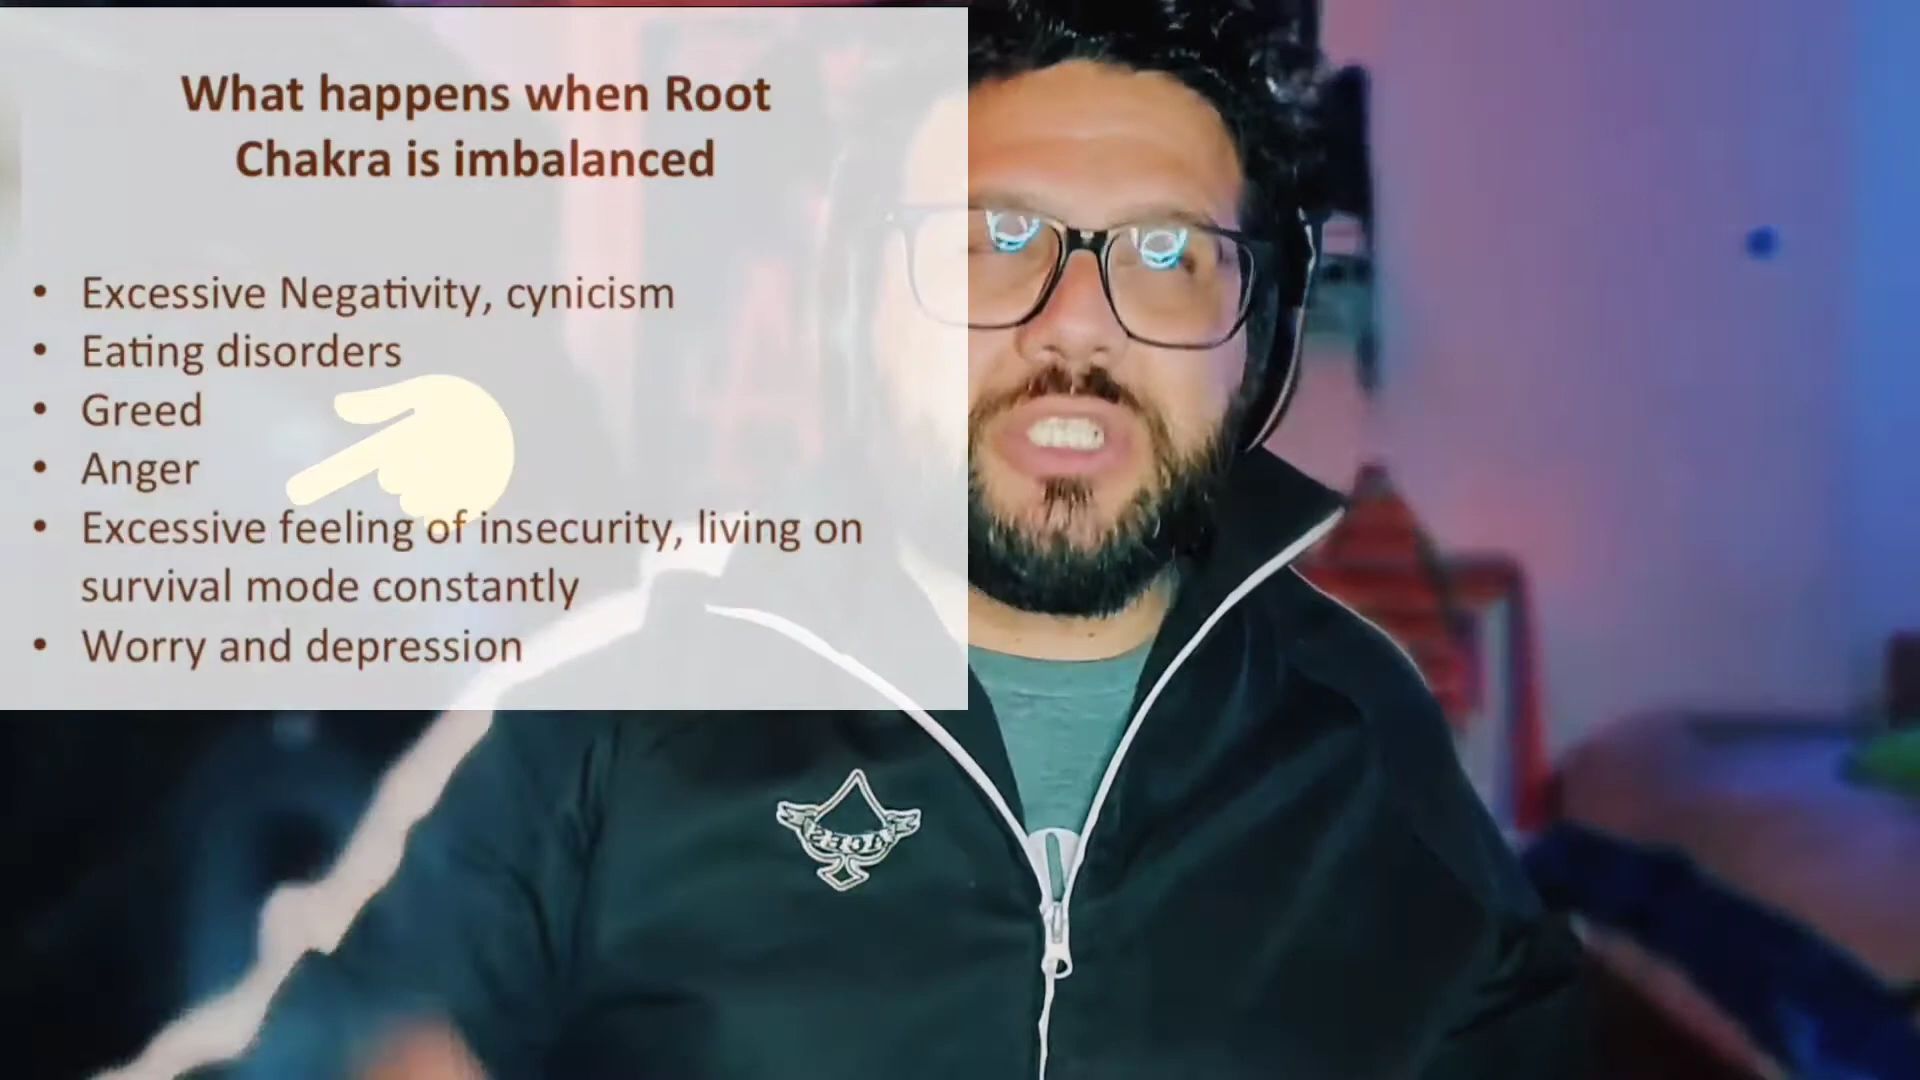 What happens when Root
Chakra is imbalanced
• Excessive Negativity, cynicism
• Eating disorders
• Greed
• Anger
• Excessive feeling of insecurity, living on
survival mode constantly
• Worry and depression
ACES